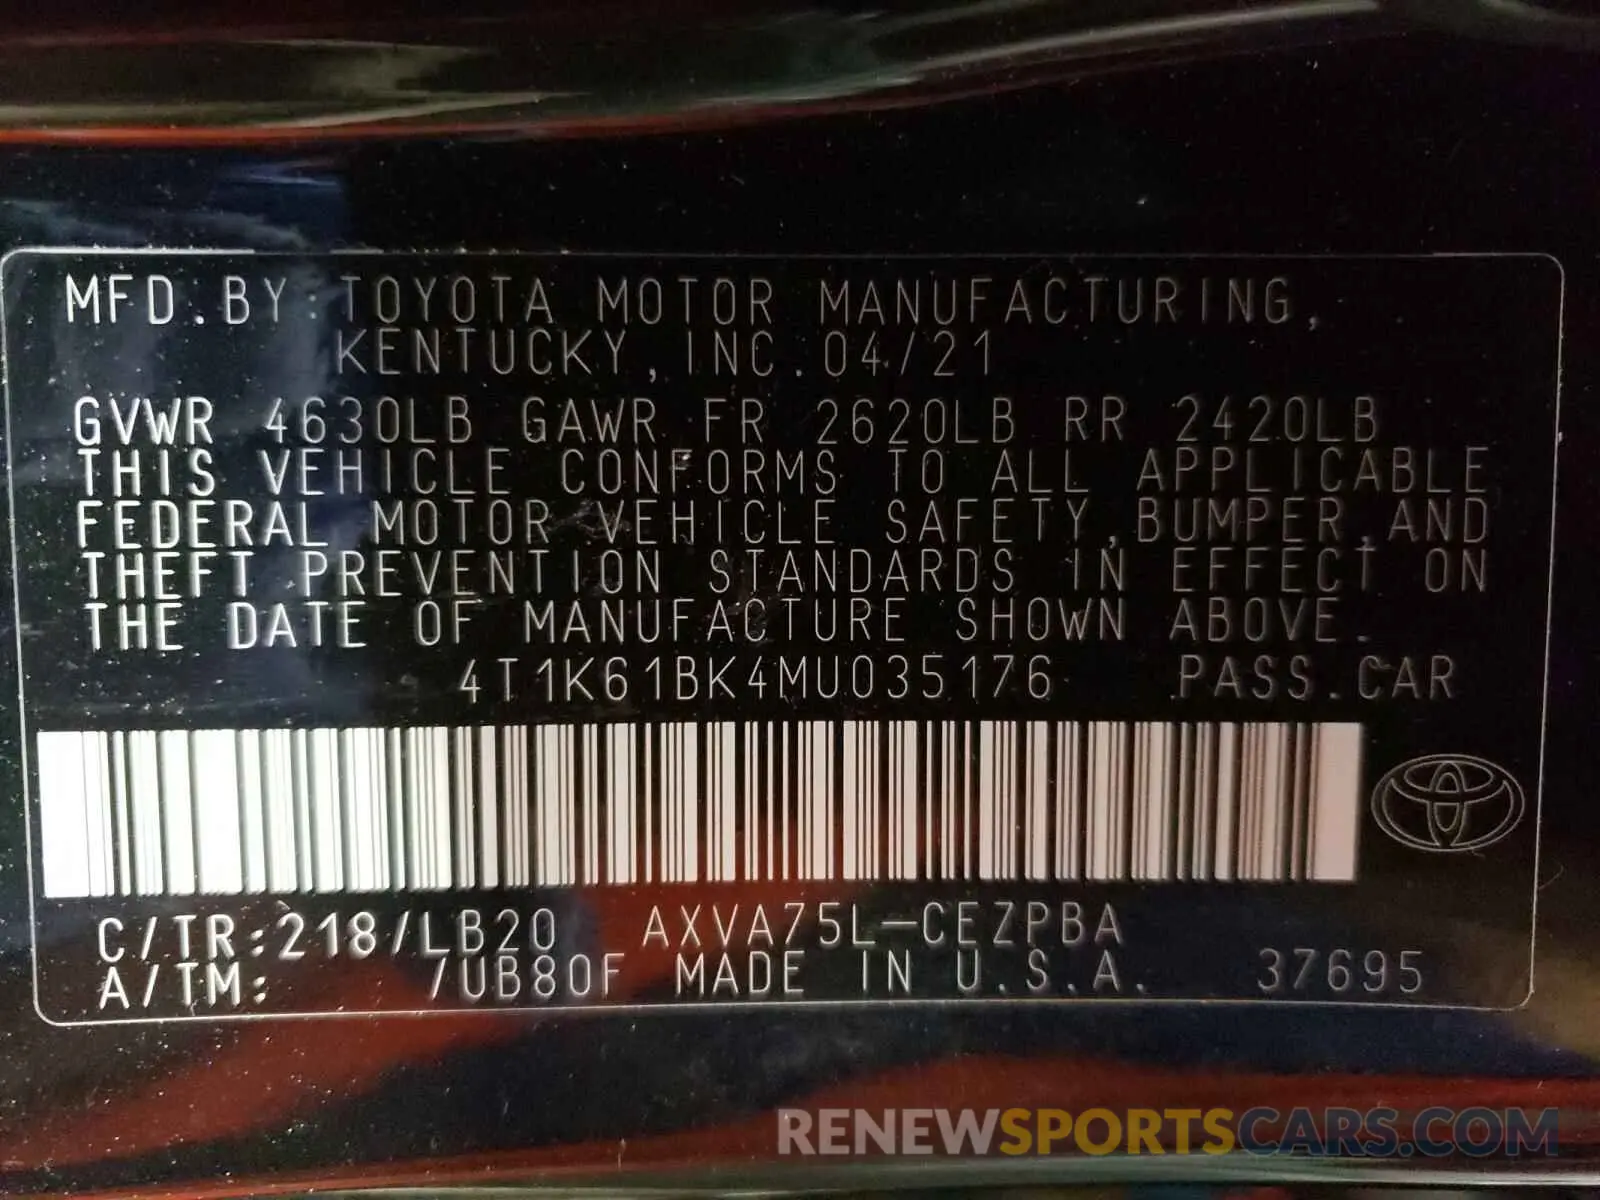 MFD.BY:TOYOTA MOTOR MANUFACTURING,
KENTUCKY,INC.04/21
GVWR 4630LB GAWR FR 2620LB RR 2420LB
THIS VEHICLE CONFORMS TO ALL APPLICABLE
FEDERAL MOTOR VEHICLE SAFETY,BUMPER,AND
THEFT PREVENTION STANDARDS IN EFFECT ON
THE DATE OF MANUFACTURE SHOWN ABOVE.
4T1K61BK4MU035176 PASS.CAR
C/TR:218/LB20 AXVA75L-CEZPBA
A/TM: /UB80F MADE IN U.S.A. 37695
RENEWSPORTSCARS.COM